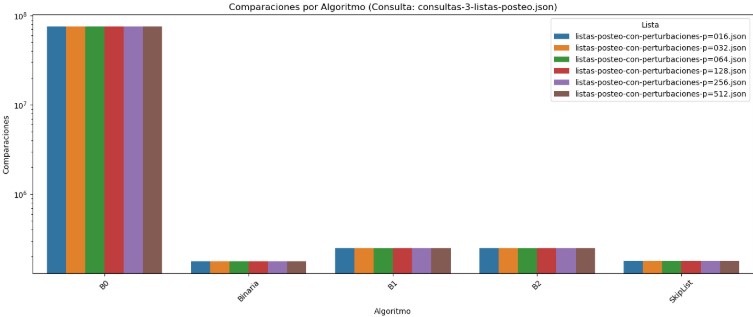 Comparaciones por Algoritmo (Consulta: consultas-3-listas-posteo.json)
Lista
listas-posteo-con-perturbaciones-p=016.json
listas-posteo-con-perturbaciones-p=032.json
listas-posteo-con-perturbaciones-p=064.json
listas-posteo-con-perturbaciones-p=128.json
listas-posteo-con-perturbaciones-p=256.json
listas-posteo-con-perturbaciones-p=512.json
10⁸
10⁷
10⁶
Comparaciones
B0
Binaria
B1
B2
SkipList
Algoritmo